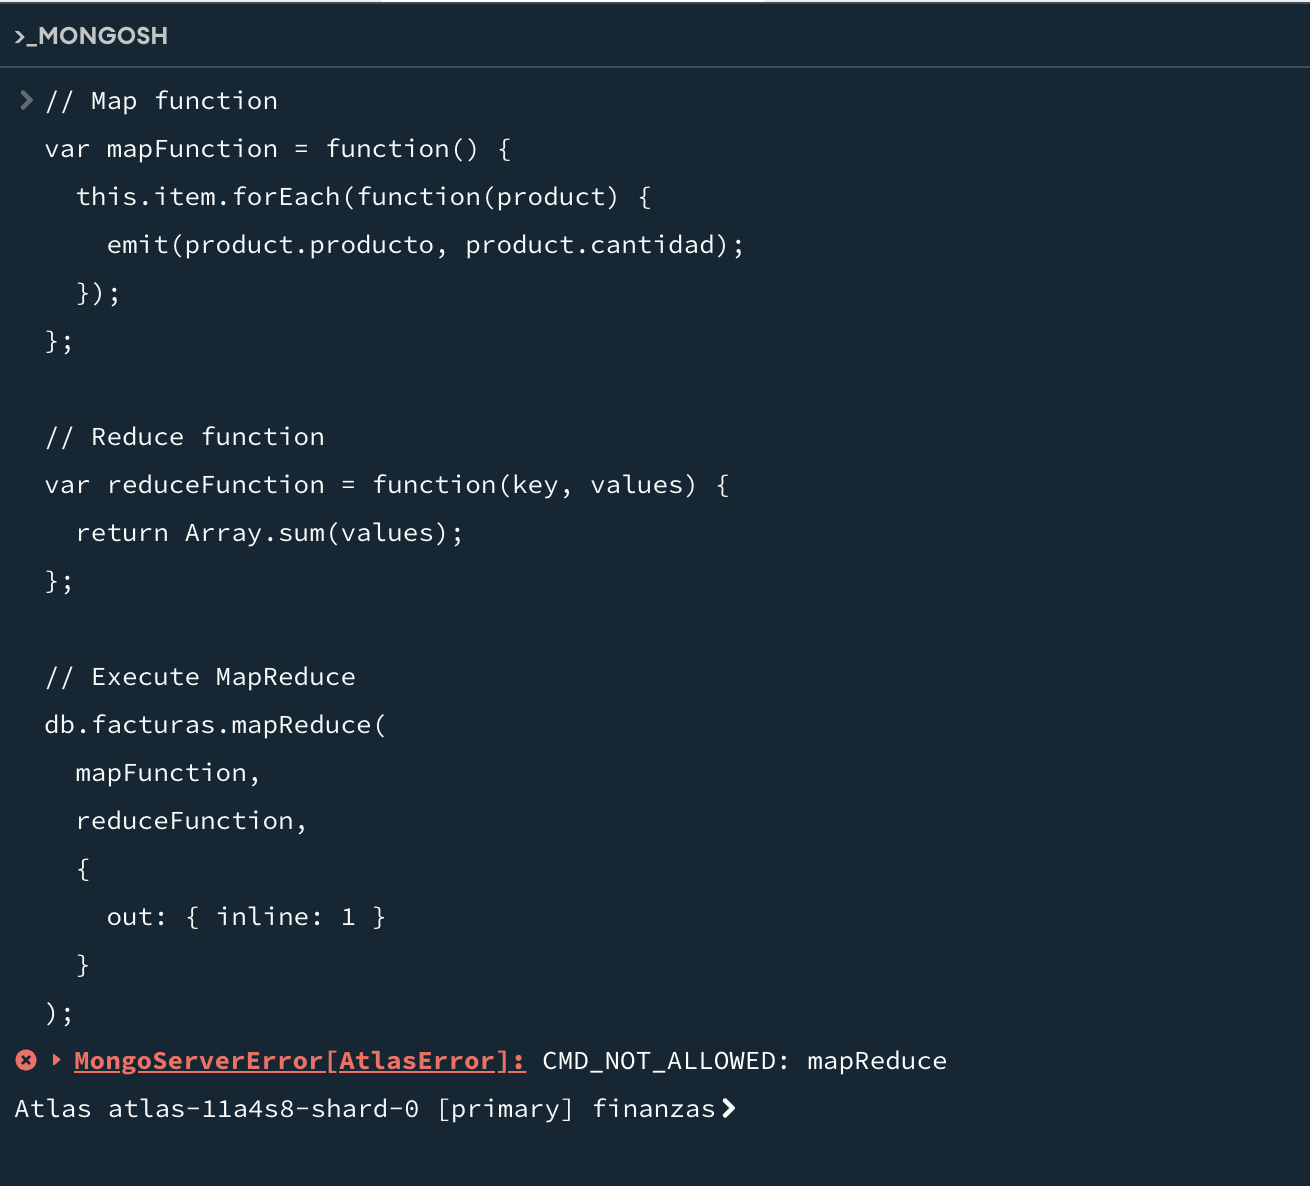 >_MONGOSH
// Map function
var mapFunction = function() {
  this.item.forEach(function(product) {
    emit(product.producto, product.cantidad);
  });
};
// Reduce function
var reduceFunction = function(key, values) {
  return Array.sum(values);
};
// Execute MapReduce
db.facturas.mapReduce(
  mapFunction,
  reduceFunction,
  {
    out: { inline: 1 }
  }
);
MongoServerError[AtlasError]: CMD_NOT_ALLOWED: mapReduce
Atlas atlas-11a4s8-shard-0 [primary] finanzas>